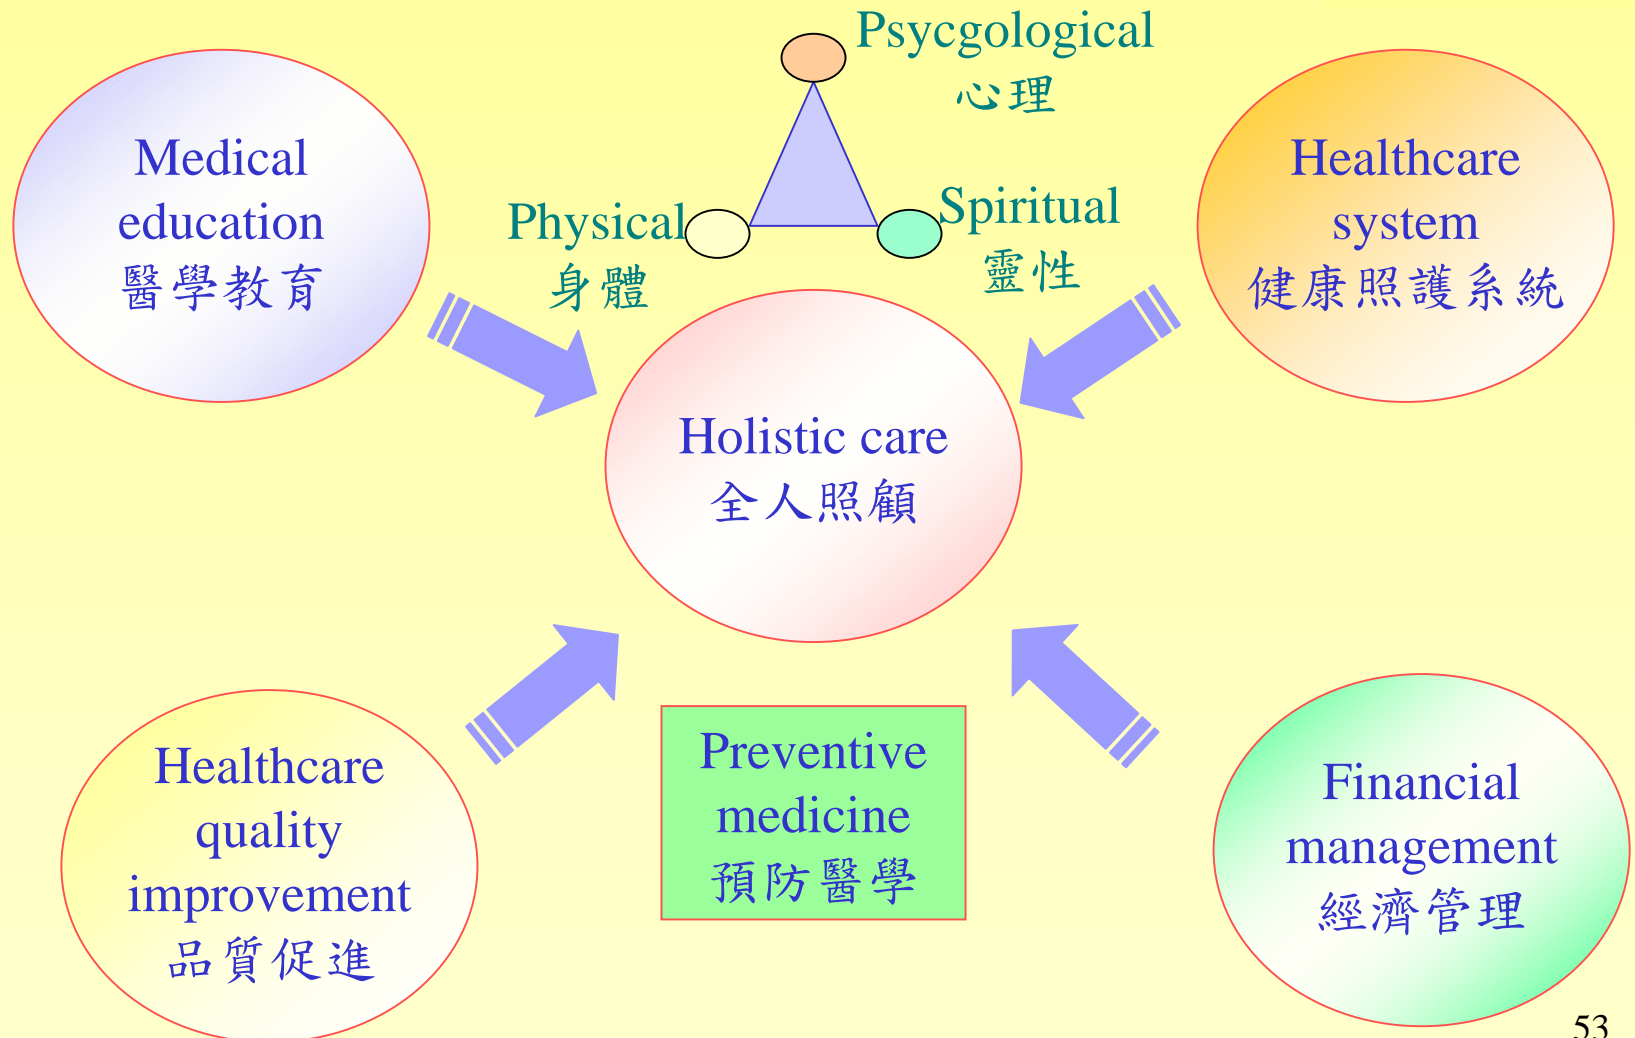 Psycgological
心理
Medical
education
醫學教育
Physical
身體
Spiritual
靈性
Healthcare
system
健康照護系統
Holistic care
全人照顧
Healthcare
quality
improvement
品質促進
Preventive
medicine
預防醫學
Financial
management
經濟管理
53